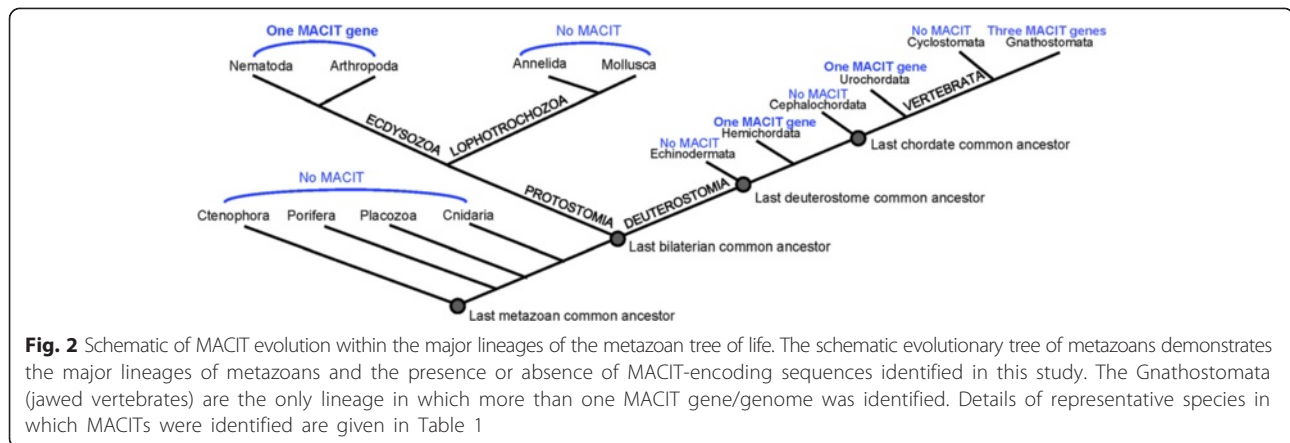 One MACIT gene
Nematoda
Arthropoda
No MACIT
Annelida
Mollusca
No MACIT
Cyclostomata
Three MACIT genes
Gnathostomata
One MACIT gene
Urochordata
VERTEBRATA
No MACIT
Cephalochordata
One MACIT gene
Hemichordata
No MACIT
Echinodermata
ECDYSOZOA
LOPHOTROCHOZOA
Last chordate common ancestor
No MACIT
Ctenophora
Porifera
Placozoa
Cnidaria
PROTOSTOMIA
DEUTEROSTOMIA
Last deuterostome common ancestor
Last bilaterian common ancestor
Last metazoan common ancestor
Fig. 2 Schematic of MACIT evolution within the major lineages of the metazoan tree of life. The schematic evolutionary tree of metazoans demonstrates
the major lineages of metazoans and the presence or absence of MACIT-encoding sequences identified in this study. The Gnathostomata
(jawed vertebrates) are the only lineage in which more than one MACIT gene/genome was identified. Details of representative species in
which MACITs were identified are given in Table 1